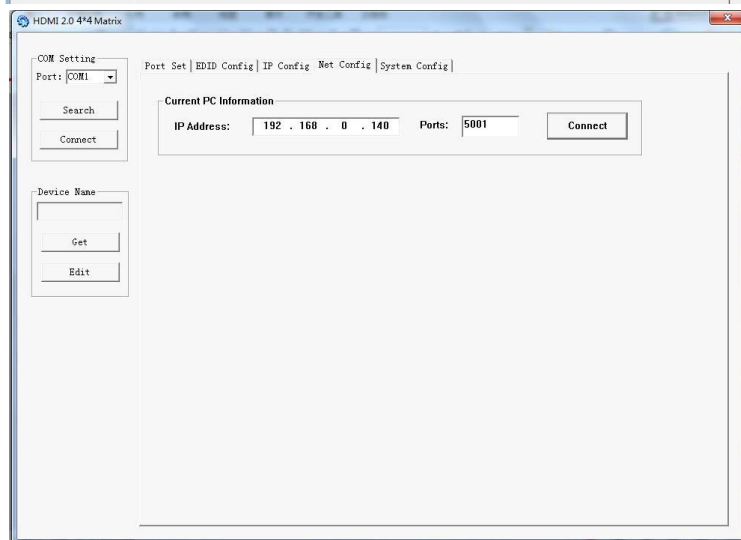 HDMI 2.0 4*4 Matrix
COM Setting
Port: COM1
Search
Connect
Device Name
Get
Edit
Port Set EDID Config IP Config Net Config System Config
Current PC Information
IP Address: 192 . 168 . 0 . 140 Ports: 5001 Connect